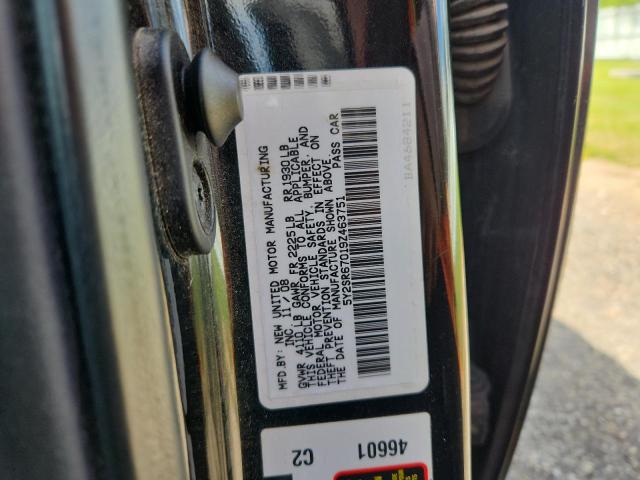 MFD.BY: NEW UNITED MOTOR MANUFACTURING
INC. 11/08
GVWR 4110 LB GAWR FR 2225LB RR 1930LB
THIS VEHICLE CONFORMS TO ALL APPLICABLE
FEDERAL MOTOR VEHICLE SAFETY, BUMPER, AND
THEFT PREVENTION STANDARDS IN EFFECT ON
THE DATE OF MANUFACTURE SHOWN ABOVE.
5Y2SR67019Z463751 PASS CAR
46601
C2